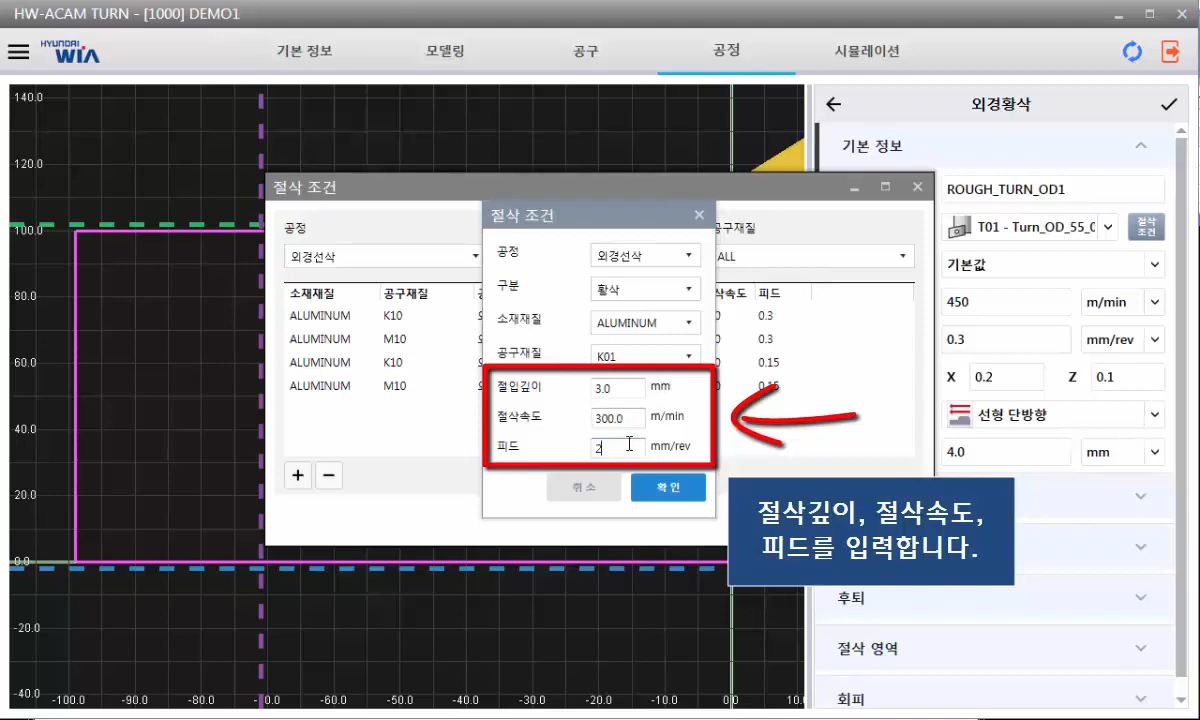 HW-ACAM TURN - [1000] DEMO1
HYUNDAI
WIA
기본 정보
모델링
공구
공정
시뮬레이션
외경황삭
기본 정보
ROUGH_TURN_OD1
T01 - Turn_OD_55_0
절삭
조건
기본값
450
m/min
0.3
mm/rev
X
0.2
Z
0.1
선형 단방향
4.0
mm
후퇴
절삭 영역
회피
140.0
120.0
100.0
80.0
60.0
40.0
20.0
0.0
-20.0
-40.0
-100.0
-90.0
-80.0
-60.0
-50.0
-40.0
-30.0
-20.0
-10.0
0.0
절삭 조건
공정
외경선삭
ALL
소재재질
공구재질
피드
ALUMINUM
K10
0.3
ALUMINUM
M10
0.3
ALUMINUM
K10
0.15
ALUMINUM
M10
0.15
+
−
절삭 조건
공정
외경선삭
구분
황삭
소재재질
ALUMINUM
공구재질
K01
절입깊이
3.0
mm
절삭속도
300.0
m/min
피드
2
mm/rev
취 소
확 인
절삭깊이, 절삭속도,
피드를 입력합니다.